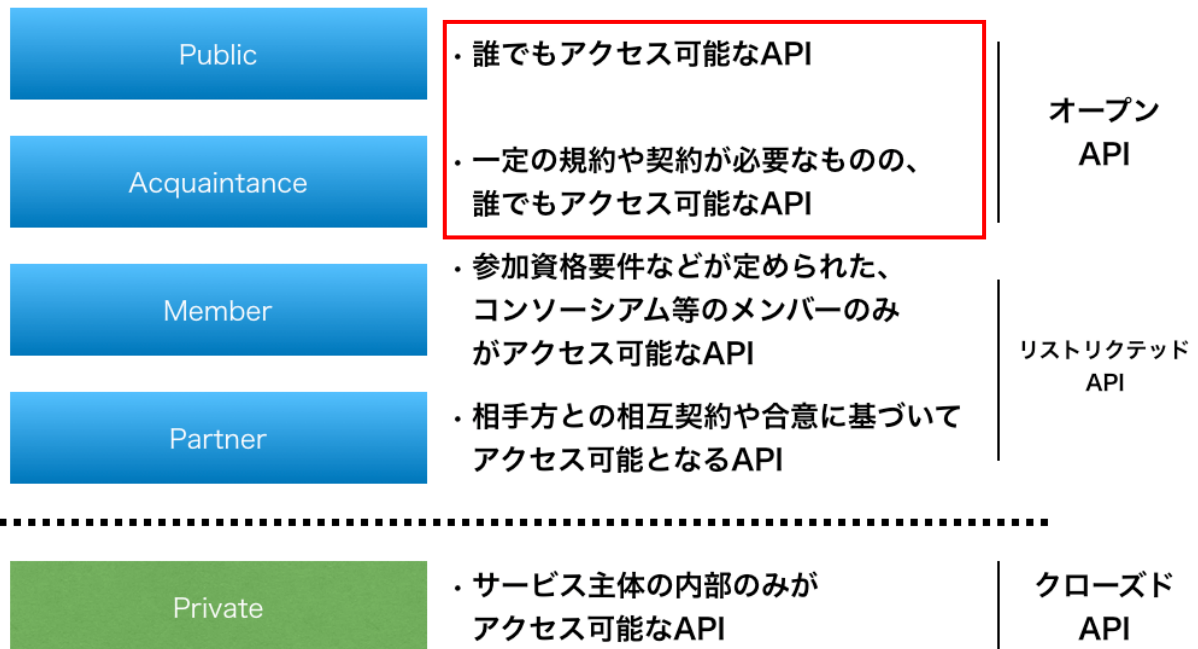 Public
・誰でもアクセス可能なAPI
オープン
API
Acquaintance
・一定の規約や契約が必要なものの、
誰でもアクセス可能なAPI
Member
・参加資格要件などが定められた、
コンソーシアム等のメンバーのみ
がアクセス可能なAPI
リストリクテッド
API
Partner
・相手方との相互契約や合意に基づいて
アクセス可能となるAPI
Private
・サービス主体の内部のみが
アクセス可能なAPI
クローズド
API